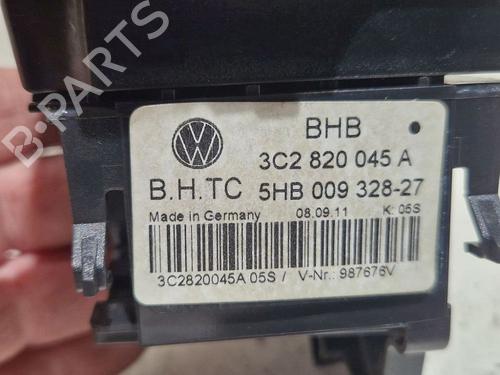 B-PARTS
BHB
3C2 820 045 A
B.H.TC 5HB 009 328-27
Made in Germany 08.09.11 K: 05S
3C2820045A 05S / V-Nr.: 987676V